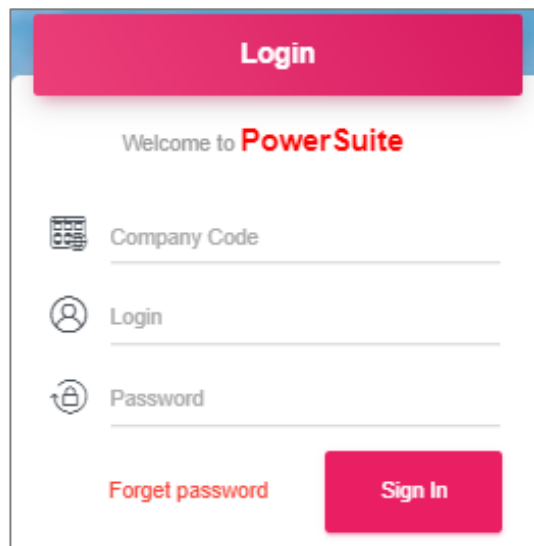 Login
Welcome to PowerSuite
Company Code
Login
Password
Forget password
Sign In